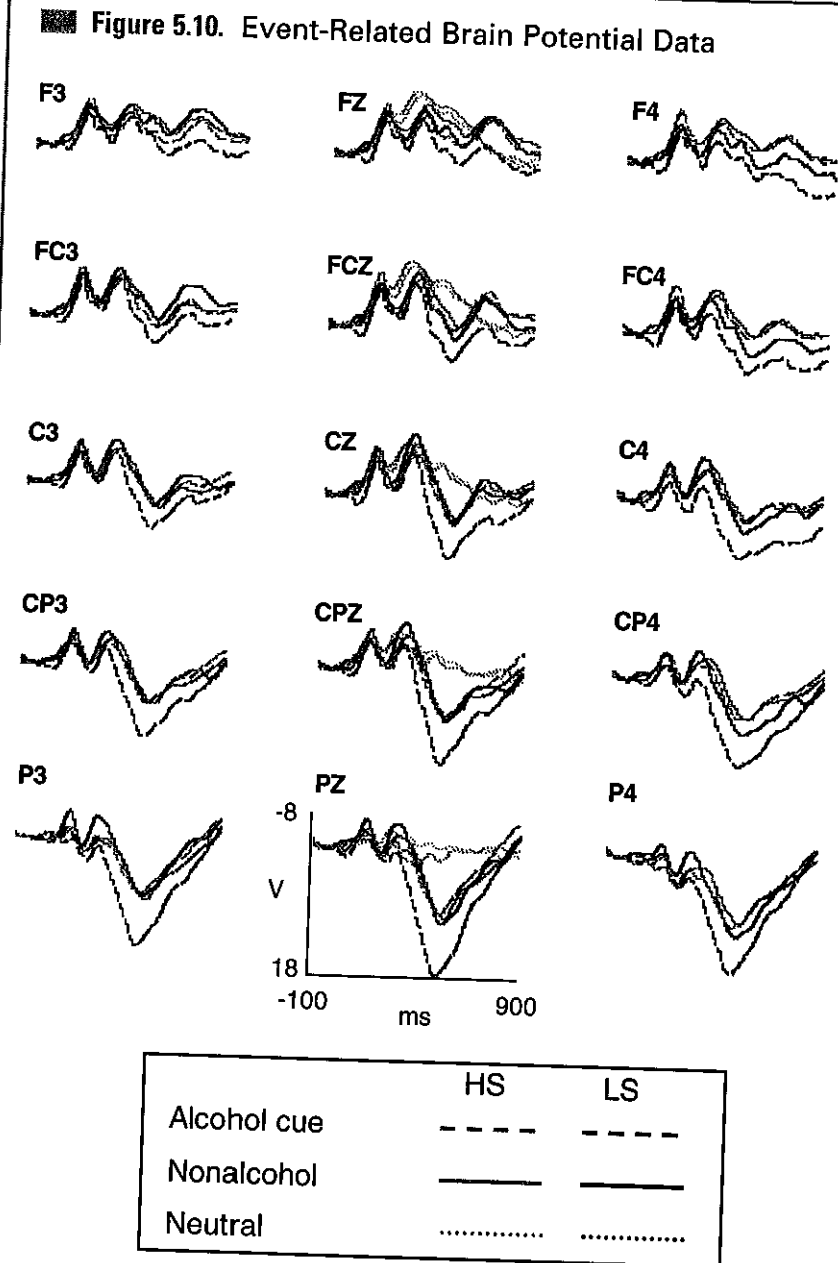 Figure 5.10. Event-Related Brain Potential Data
F3 FZ F4
FC3 FCZ FC4
C3 CZ C4
CP3 CPZ CP4
P3 PZ P4
-8
V
18
-100 ms 900
HS LS
Alcohol cue
Nonalcohol
Neutral